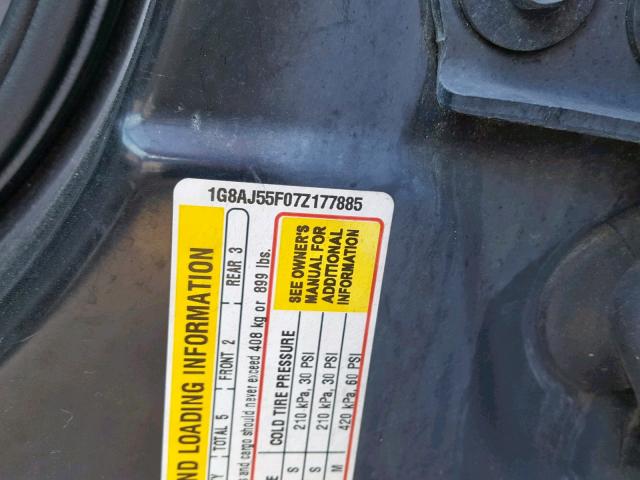 1G8AJ55F07Z177885
ND LOADING INFORMATION
TOTAL 5 FRONT 2 REAR 3
and cargo should never exceed 408 kg or 899 lbs.
SEE OWNER'S
MANUAL FOR
ADDITIONAL
INFORMATION
COLD TIRE PRESSURE
S 210 kPa, 30 PSI
S 210 kPa, 30 PSI
M 420 kPa, 60 PSI